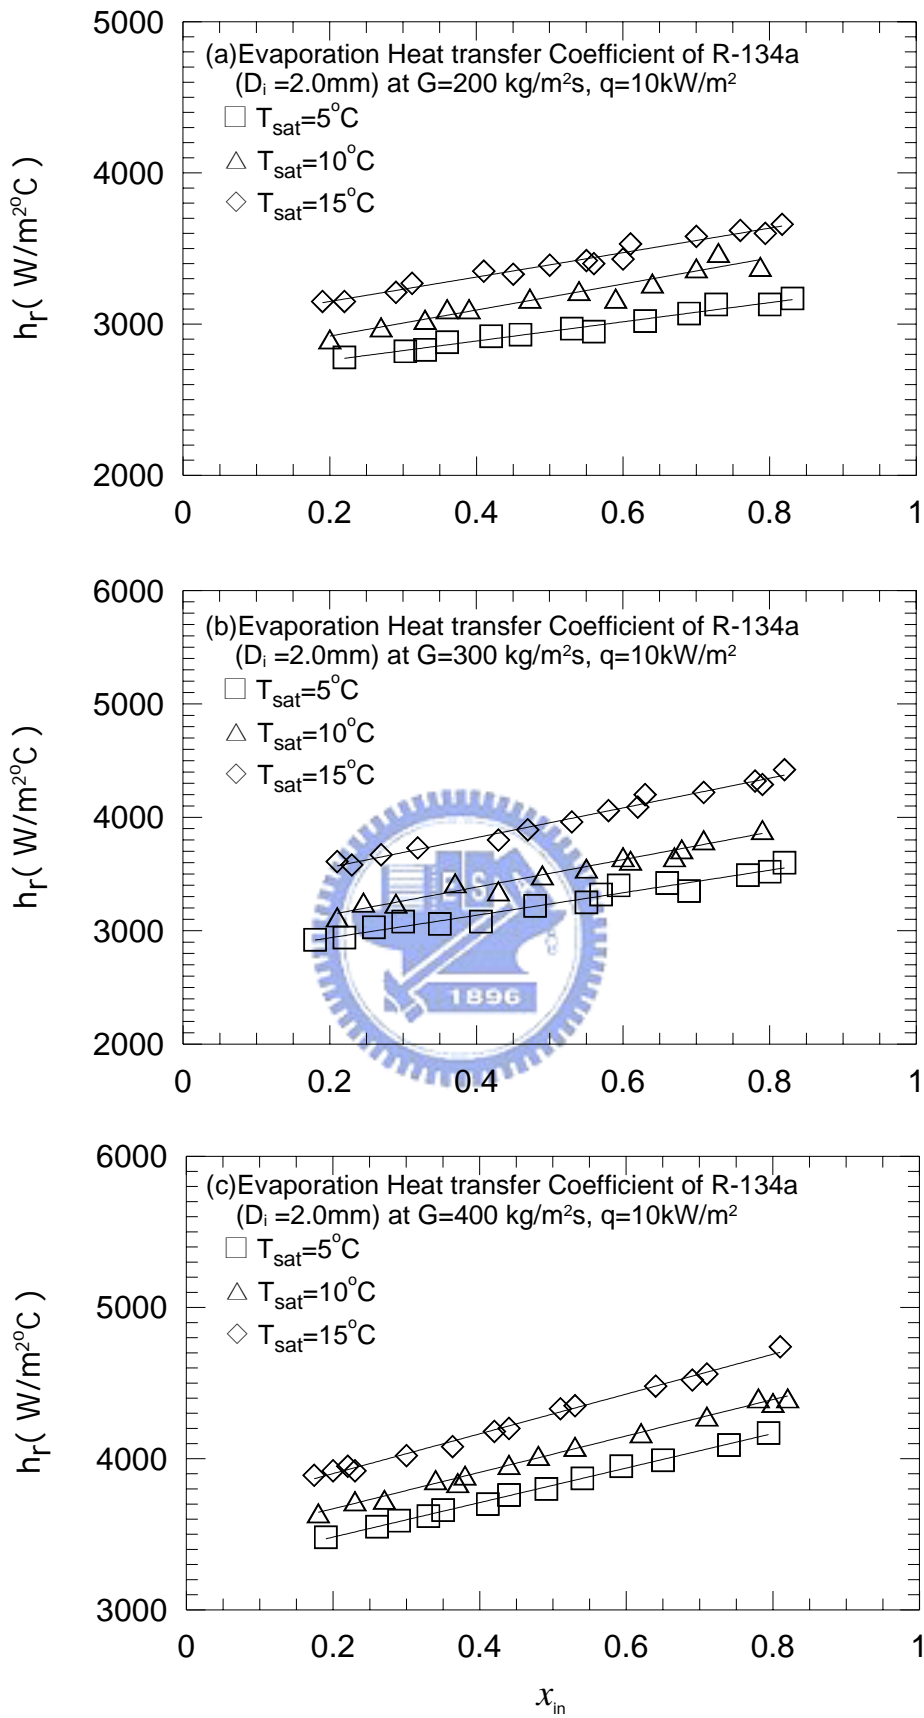 5000
(a)Evaporation Heat transfer Coefficient of R-134a
(Di =2.0mm) at G=200 kg/m²s, q=10kW/m²
Tsat=5°C
Tsat=10°C
Tsat=15°C
4000
3000
2000
hr( W/m²°C )
0 0.2 0.4 0.6 0.8 1
6000
(b)Evaporation Heat transfer Coefficient of R-134a
(Di =2.0mm) at G=300 kg/m²s, q=10kW/m²
Tsat=5°C
Tsat=10°C
Tsat=15°C
5000
4000
3000
2000
hr( W/m²°C )
ES
1896
0 0.2 0.4 0.6 0.8 1
6000
(c)Evaporation Heat transfer Coefficient of R-134a
(Di =2.0mm) at G=400 kg/m²s, q=10kW/m²
Tsat=5°C
Tsat=10°C
Tsat=15°C
5000
4000
3000
hr( W/m²°C )
0 0.2 0.4 0.6 0.8 1
xin